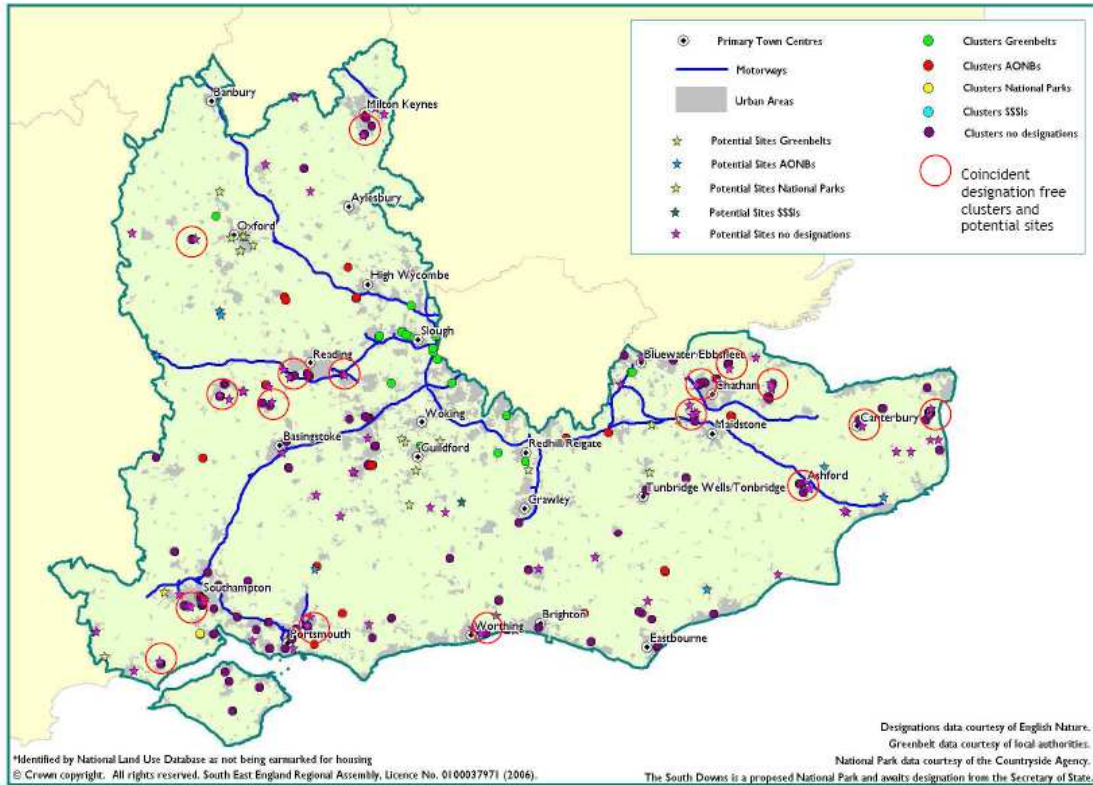 Primary Town Centres
Motorways
Urban Areas
Potential Sites Greenbelts
Potential Sites AONBs
Potential Sites National Parks
Potential Sites SSSIs
Potential Sites no designations
Clusters Greenbelts
Clusters AONBs
Clusters National Parks
Clusters SSSIs
Clusters no designations
Coincident
designation free
clusters and
potential sites
Banbury
Milton Keynes
Aylesbury
Oxford
High Wycombe
Slough
Reading
Bluewater/Ebbsfleet
Chatham
Woking
Canterbury
Maidstone
Basingstoke
Guildford
Redhill/Reigate
Ashford
Tunbridge Wells/Tonbridge
Crawley
Southampton
Brighton
Worthing
Portsmouth
Eastbourne
*Identified by National Land Use Database as not being earmarked for housing
© Crown copyright. All rights reserved. South East England Regional Assembly, Licence No. 0100037971 (2006).
Designations data courtesy of English Nature.
Greenbelt data courtesy of local authorities.
National Park data courtesy of the Countryside Agency.
The South Downs is a proposed National Park and awaits designation from the Secretary of State.